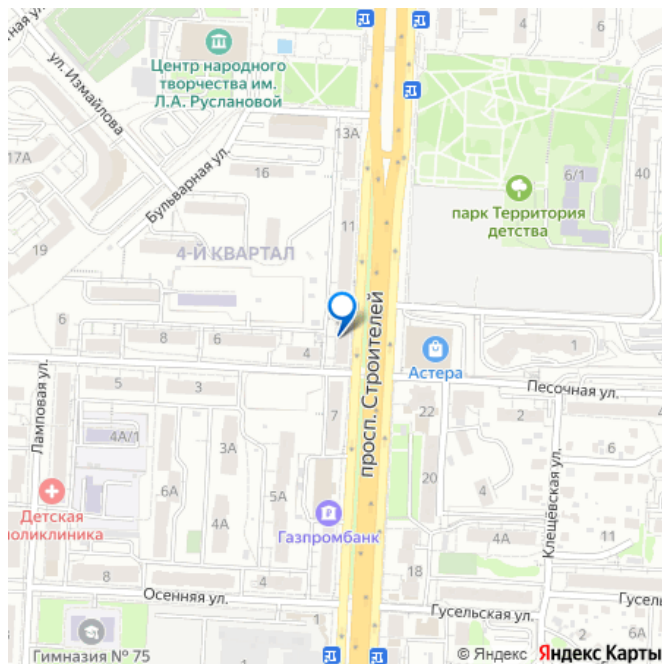 ул. Измайлова
Центр народного
творчества им.
Л.А. Руслановой
13А
6
17А
16
Бульварная ул.
6/1
40
парк Территория
детства
11
4-Й КВАРТАЛ
19
просп. Строителей
6
8
6
4
1
Астера
Песочная ул.
5
3
7
22
2
Ламповая ул.
4А/1
3А
6
20
6А
5А
4
Клещёвская ул.
Детская
поликлиника
4А
Газпромбанк
4А
11
8
4
18
Осенняя ул.
2
Гусельская ул.
6А
2
Гимназия № 75
© Яндекс Яндекс Карты